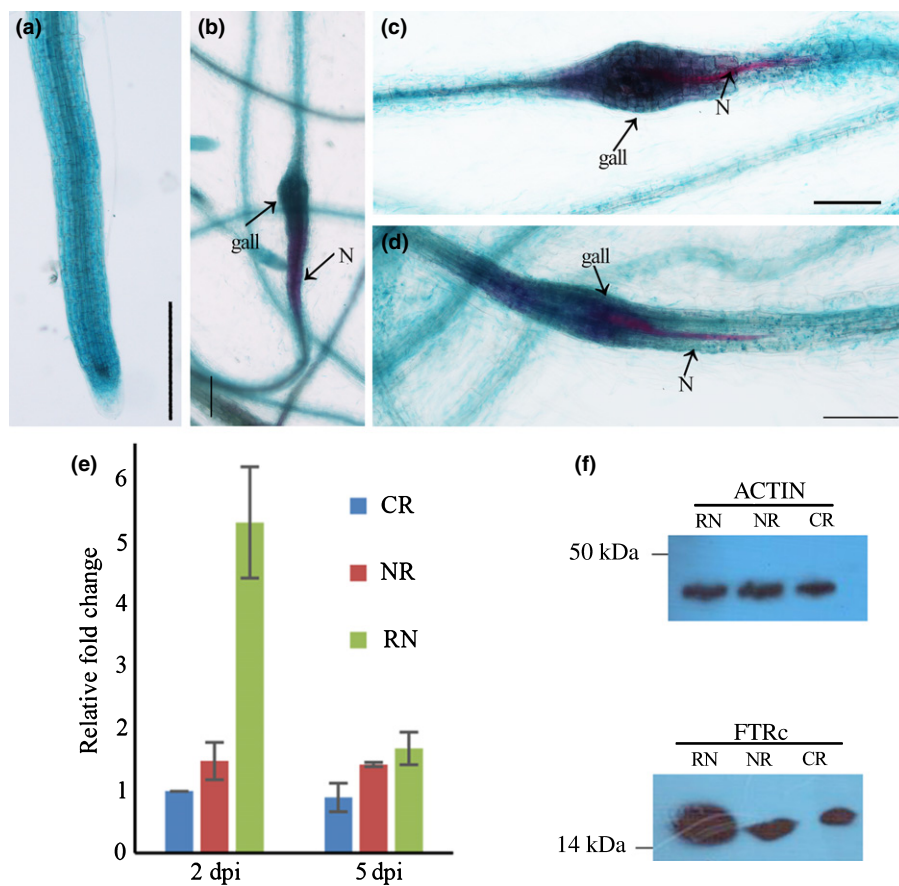 (a)
(b)
gall
N
(c)
gall
N
(d)
gall
N
(e)
Relative fold change
6
5
4
3
2
1
0
CR
NR
RN
2 dpi
5 dpi
(f)
ACTIN
RN NR CR
50 kDa
FTRc
RN NR CR
14 kDa